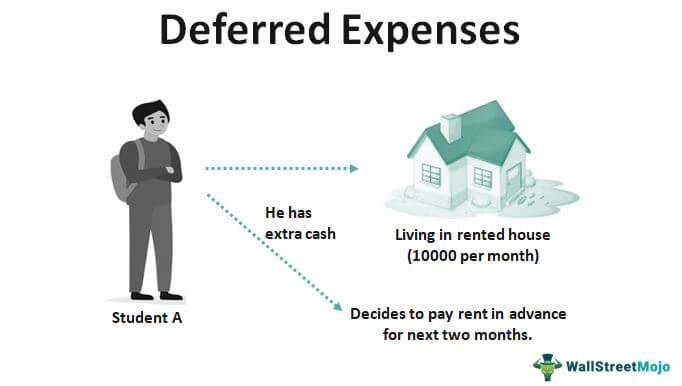 Deferred Expenses
He has
extra cash
Living in rented house
(10000 per month)
Student A
Decides to pay rent in advance
for next two months.
WallStreetMojo